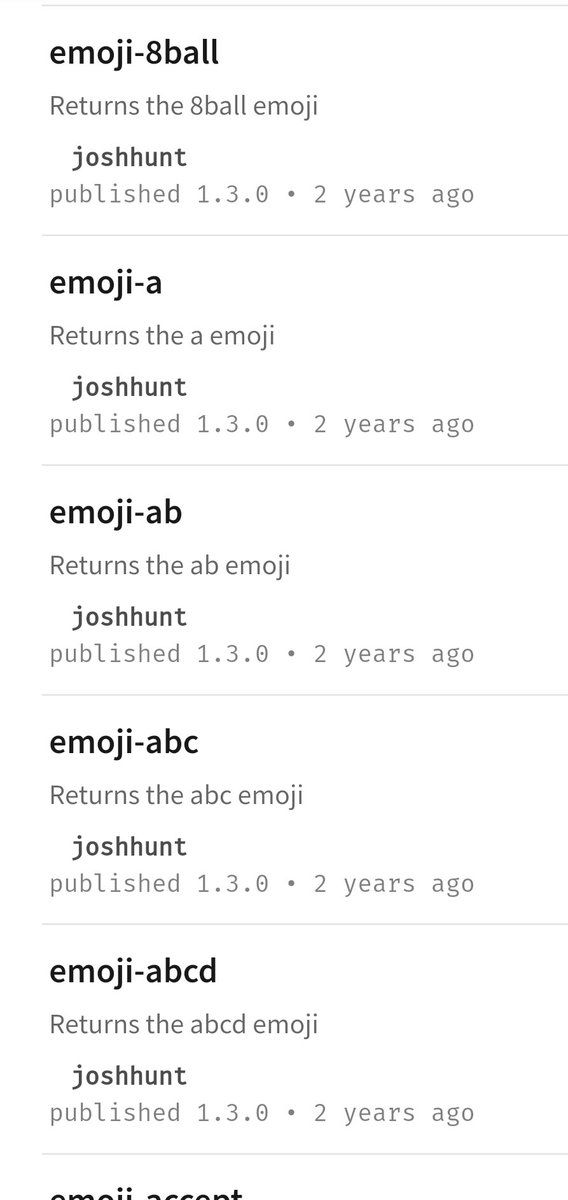 emoji-8ball
Returns the 8ball emoji
joshhunt
published 1.3.0 • 2 years ago
emoji-a
Returns the a emoji
joshhunt
published 1.3.0 • 2 years ago
emoji-ab
Returns the ab emoji
joshhunt
published 1.3.0 • 2 years ago
emoji-abc
Returns the abc emoji
joshhunt
published 1.3.0 • 2 years ago
emoji-abcd
Returns the abcd emoji
joshhunt
published 1.3.0 • 2 years ago
emoji-accept